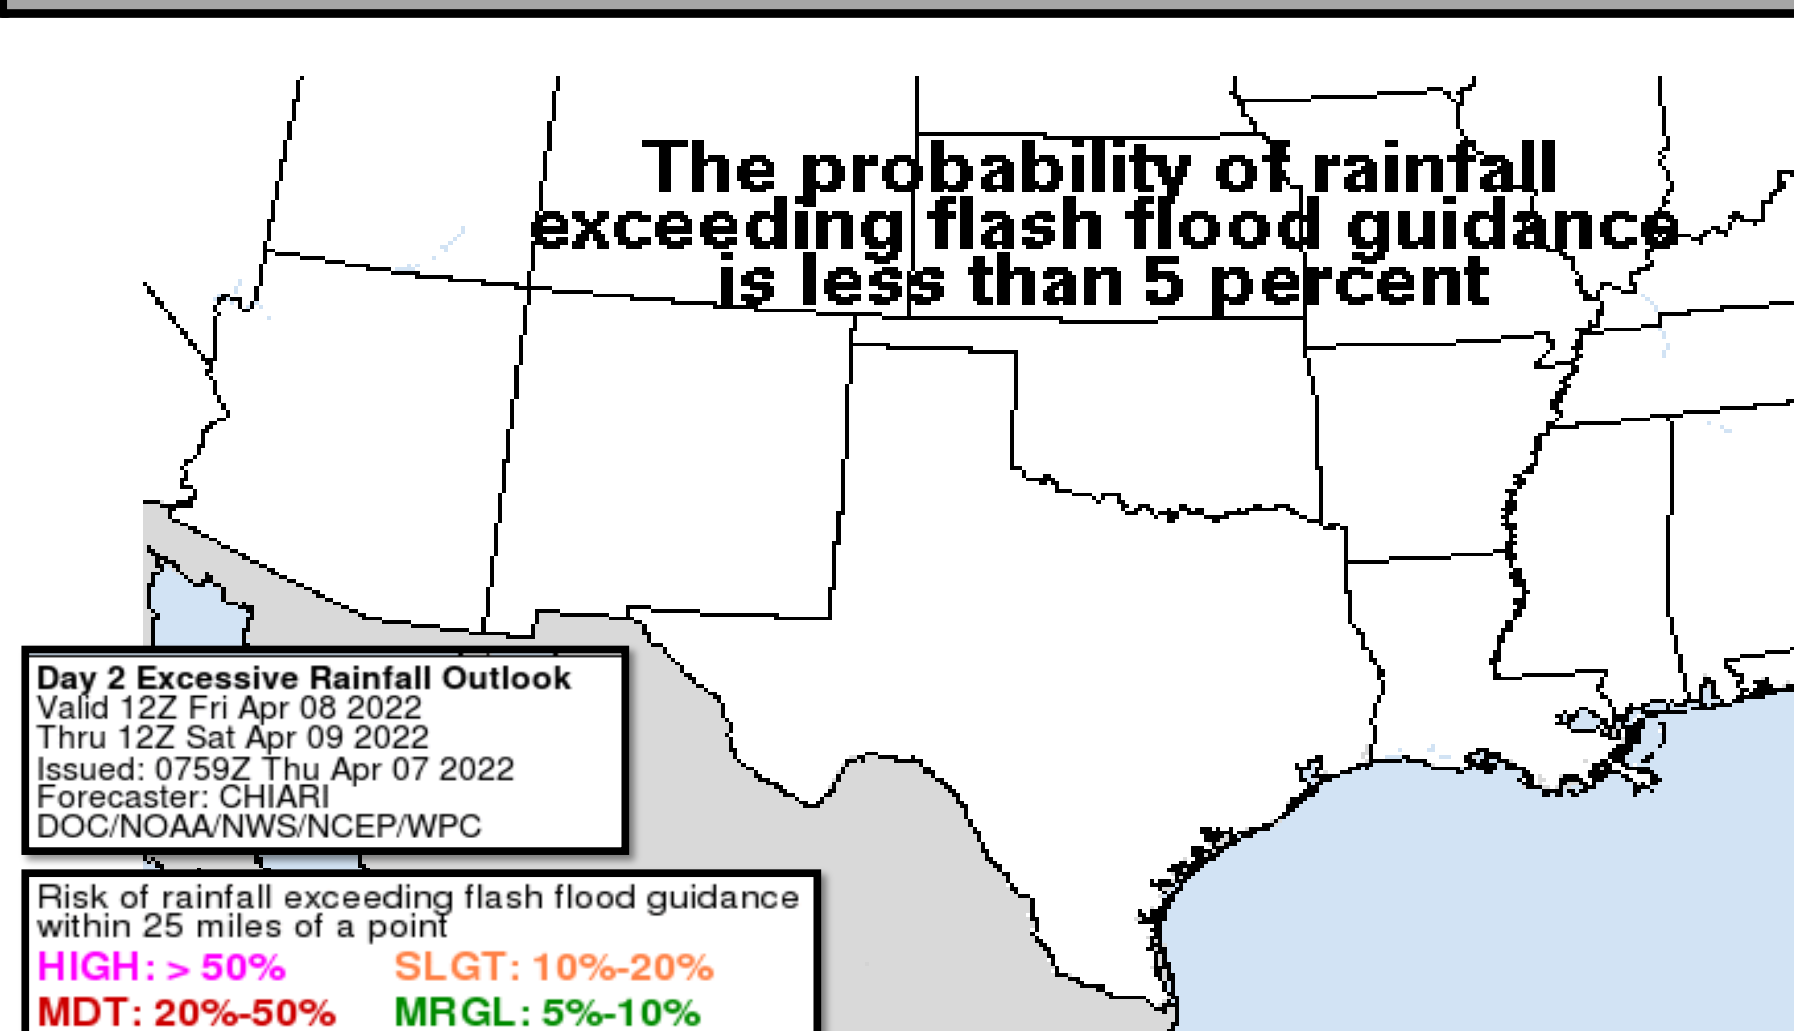 The probability of rainfall
exceeding flash flood guidance
is less than 5 percent
Day 2 Excessive Rainfall Outlook
Valid 12Z Fri Apr 08 2022
Thru 12Z Sat Apr 09 2022
Issued: 0759Z Thu Apr 07 2022
Forecaster: CHIARI
DOC/NOAA/NWS/NCEP/WPC
Risk of rainfall exceeding flash flood guidance
within 25 miles of a point
HIGH: > 50% SLGT: 10%-20%
MDT: 20%-50% MRGL: 5%-10%